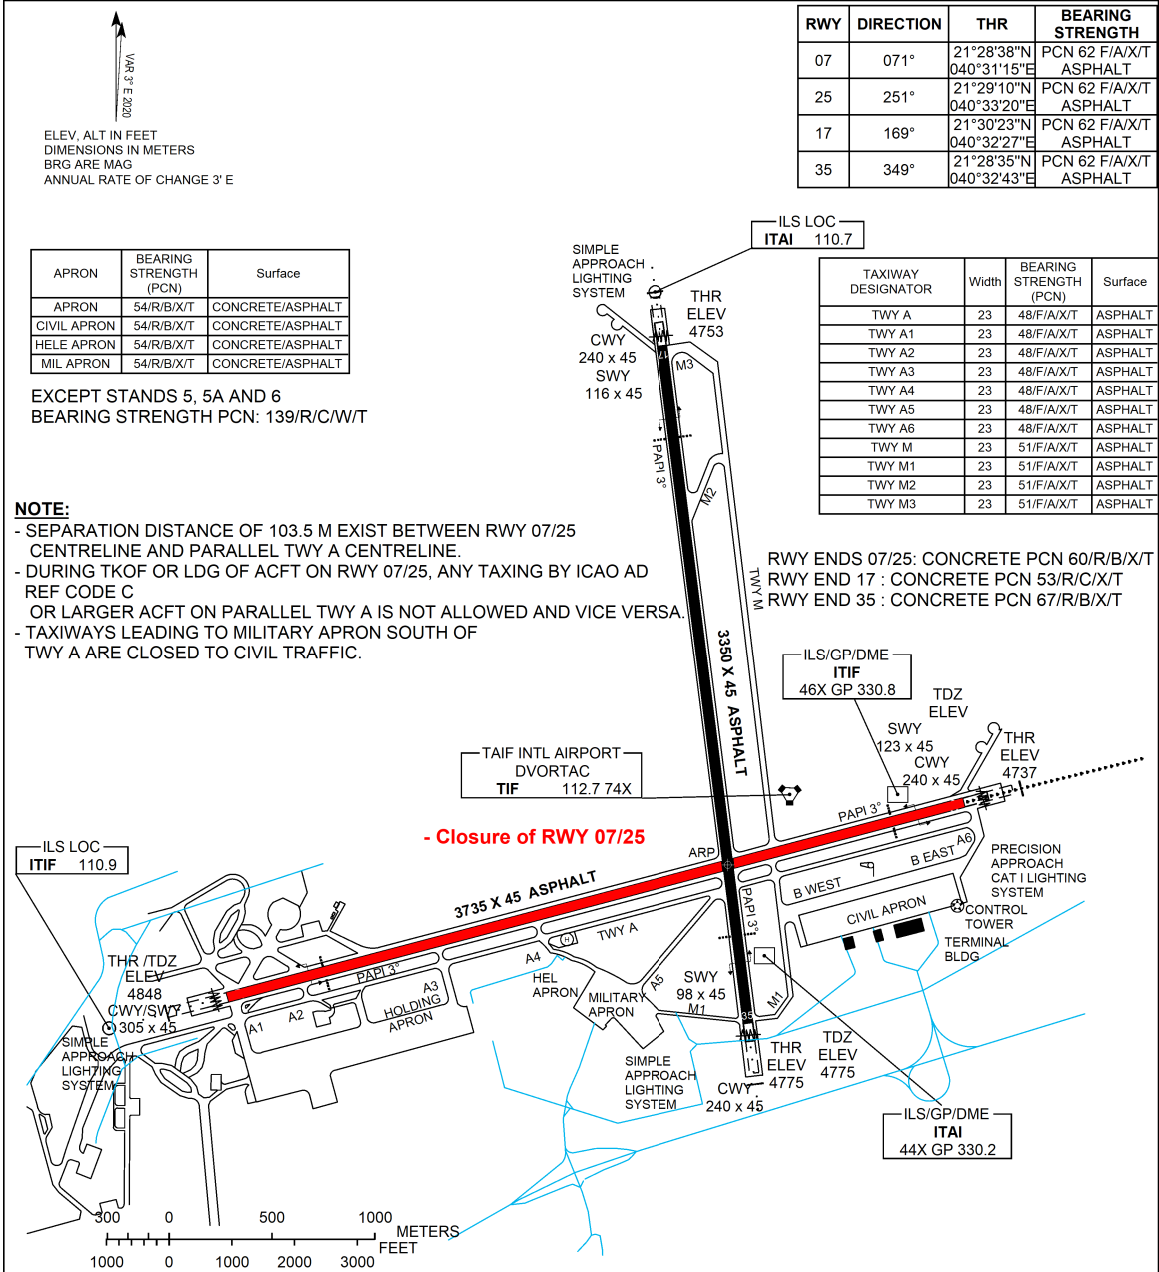 VAR 3° E 2020
ELEV, ALT IN FEET
DIMENSIONS IN METERS
BRG ARE MAG
ANNUAL RATE OF CHANGE 3' E
RWY DIRECTION THR BEARING STRENGTH
07 071° 21°28'38"N 040°31'15"E PCN 62 F/A/X/T ASPHALT
25 251° 21°29'10"N 040°33'20"E PCN 62 F/A/X/T ASPHALT
17 169° 21°30'23"N 040°32'27"E PCN 62 F/A/X/T ASPHALT
35 349° 21°28'35"N 040°32'43"E PCN 62 F/A/X/T ASPHALT
APRON BEARING STRENGTH (PCN) Surface
APRON 54/R/B/X/T CONCRETE/ASPHALT
CIVIL APRON 54/R/B/X/T CONCRETE/ASPHALT
HELE APRON 54/R/B/X/T CONCRETE/ASPHALT
MIL APRON 54/R/B/X/T CONCRETE/ASPHALT
EXCEPT STANDS 5, 5A AND 6
BEARING STRENGTH PCN: 139/R/C/W/T
TAXIWAY DESIGNATOR Width BEARING STRENGTH (PCN) Surface
TWY A 23 48/F/A/X/T ASPHALT
TWY A1 23 48/F/A/X/T ASPHALT
TWY A2 23 48/F/A/X/T ASPHALT
TWY A3 23 48/F/A/X/T ASPHALT
TWY A4 23 48/F/A/X/T ASPHALT
TWY A5 23 48/F/A/X/T ASPHALT
TWY A6 23 48/F/A/X/T ASPHALT
TWY M 23 51/F/A/X/T ASPHALT
TWY M1 23 51/F/A/X/T ASPHALT
TWY M2 23 51/F/A/X/T ASPHALT
TWY M3 23 51/F/A/X/T ASPHALT
NOTE:
- SEPARATION DISTANCE OF 103.5 M EXIST BETWEEN RWY 07/25
CENTRELINE AND PARALLEL TWY A CENTRELINE.
- DURING TKOF OR LDG OF ACFT ON RWY 07/25, ANY TAXING BY ICAO AD
REF CODE C
OR LARGER ACFT ON PARALLEL TWY A IS NOT ALLOWED AND VICE VERSA.
- TAXIWAYS LEADING TO MILITARY APRON SOUTH OF
TWY A ARE CLOSED TO CIVIL TRAFFIC.
RWY ENDS 07/25: CONCRETE PCN 60/R/B/X/T
RWY END 17 : CONCRETE PCN 53/R/C/X/T
RWY END 35 : CONCRETE PCN 67/R/B/X/T
ILS LOC
ITAI 110.7
SIMPLE
APPROACH
LIGHTING
SYSTEM
THR
ELEV
4753
CWY
240 x 45
SWY
116 x 45
17
M3
PAPI 3°
M2
TWY M
3350 X 45 ASPHALT
ILS/GP/DME
ITIF
46X GP 330.8
TDZ
ELEV
SWY
123 x 45
CWY
240 x 45
THR
ELEV
4737
TAIF INTL AIRPORT
DVORTAC
TIF 112.7 74X
- Closure of RWY 07/25
PAPI 3°
ARP
ILS LOC
ITIF 110.9
3735 X 45 ASPHALT
B WEST
B EAST
A6
PRECISION
APPROACH
CAT I LIGHTING
SYSTEM
CIVIL APRON
CONTROL
TOWER
TERMINAL
BLDG
PAPI 3°
THR /TDZ
ELEV
4848
CWY/SWY
305 x 45
SIMPLE
APPROACH
LIGHTING
SYSTEM
PAPI 3°
A1
A2
A3
HOLDING
APRON
A4
H
TWY A
HEL
APRON
MILITARY
APRON
A5
SWY
98 x 45
M1
M1
35
SIMPLE
APPROACH
LIGHTING
SYSTEM
CWY
240 x 45
THR
ELEV
4775
TDZ
ELEV
4775
ILS/GP/DME
ITAI
44X GP 330.2
300 0 500 1000
METERS
FEET
1000 0 1000 2000 3000